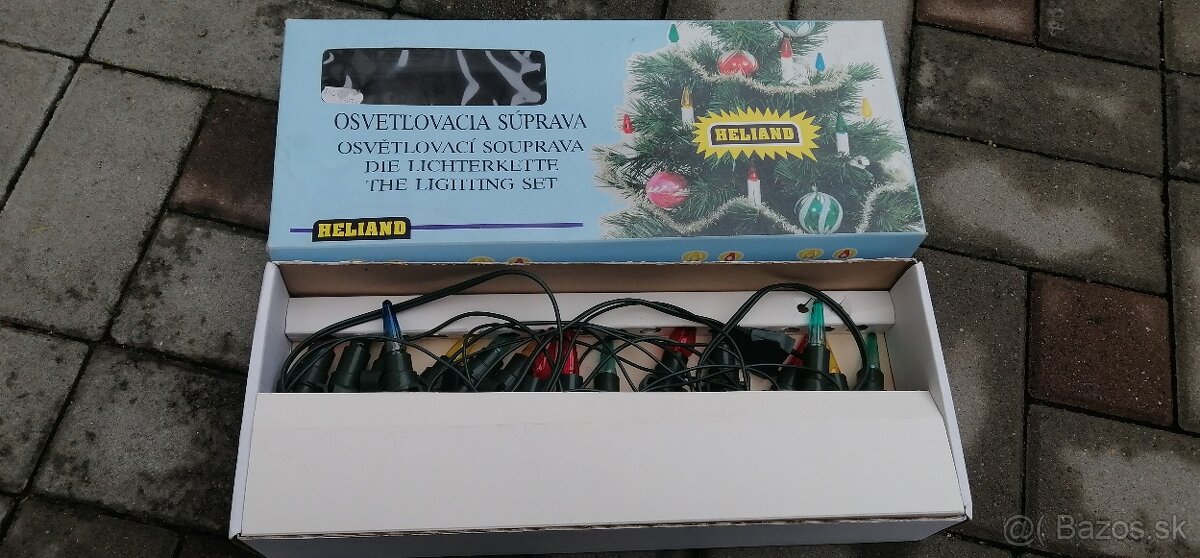 OSVETĽOVACIA SÚPRAVA
OSVĚTLOVACÍ SOUPRAVA
DIE LICHTERKETTE
THE LIGHTING SET
HELIAND
HELIAND
@( Bazos.sk